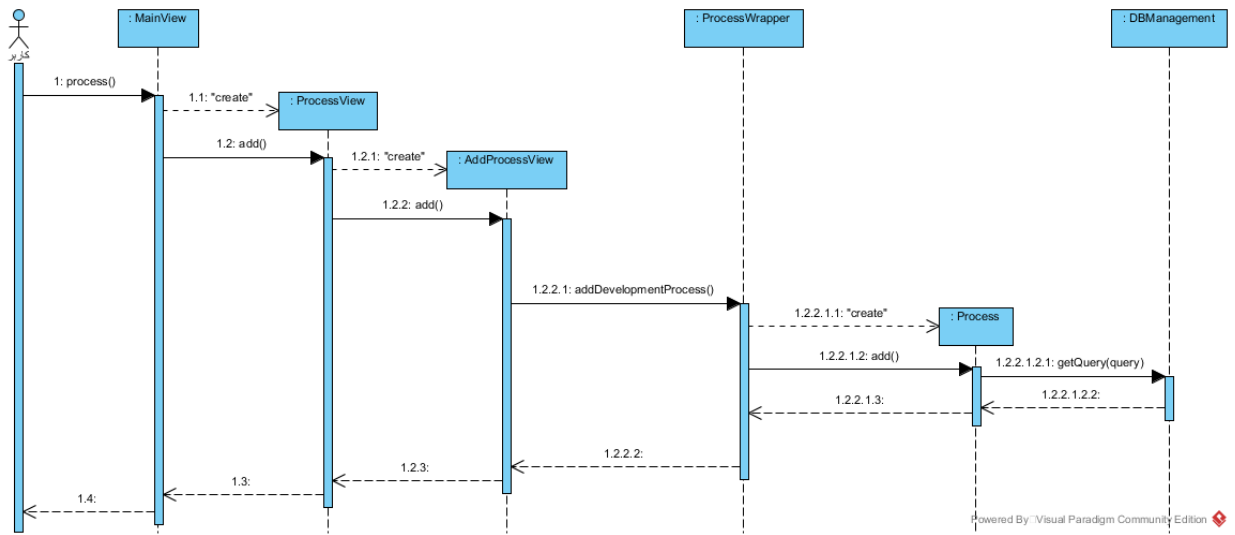 : MainView
: ProcessWrapper
: DBManagement
کاربر
1: process()
1.1: "create"
: ProcessView
1.2: add()
1.2.1: "create"
: AddProcessView
1.2.2: add()
1.2.2.1: addDevelopmentProcess()
1.2.2.1.1: "create"
: Process
1.2.2.1.2: add()
1.2.2.1.2.1: getQuery(query)
1.2.2.1.2.2:
1.2.2.1.3:
1.2.2.2:
1.2.3:
1.3:
1.4:
Powered By Visual Paradigm Community Edition